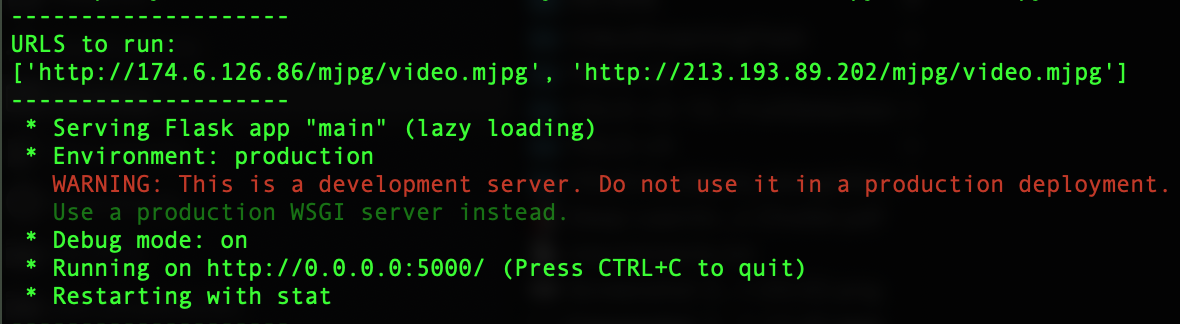 --------------------
URLS to run:
['http://174.6.126.86/mjpg/video.mjpg', 'http://213.193.89.202/mjpg/video.mjpg']
--------------------
* Serving Flask app "main" (lazy loading)
* Environment: production
WARNING: This is a development server. Do not use it in a production deployment.
Use a production WSGI server instead.
* Debug mode: on
* Running on http://0.0.0.0:5000/ (Press CTRL+C to quit)
* Restarting with stat